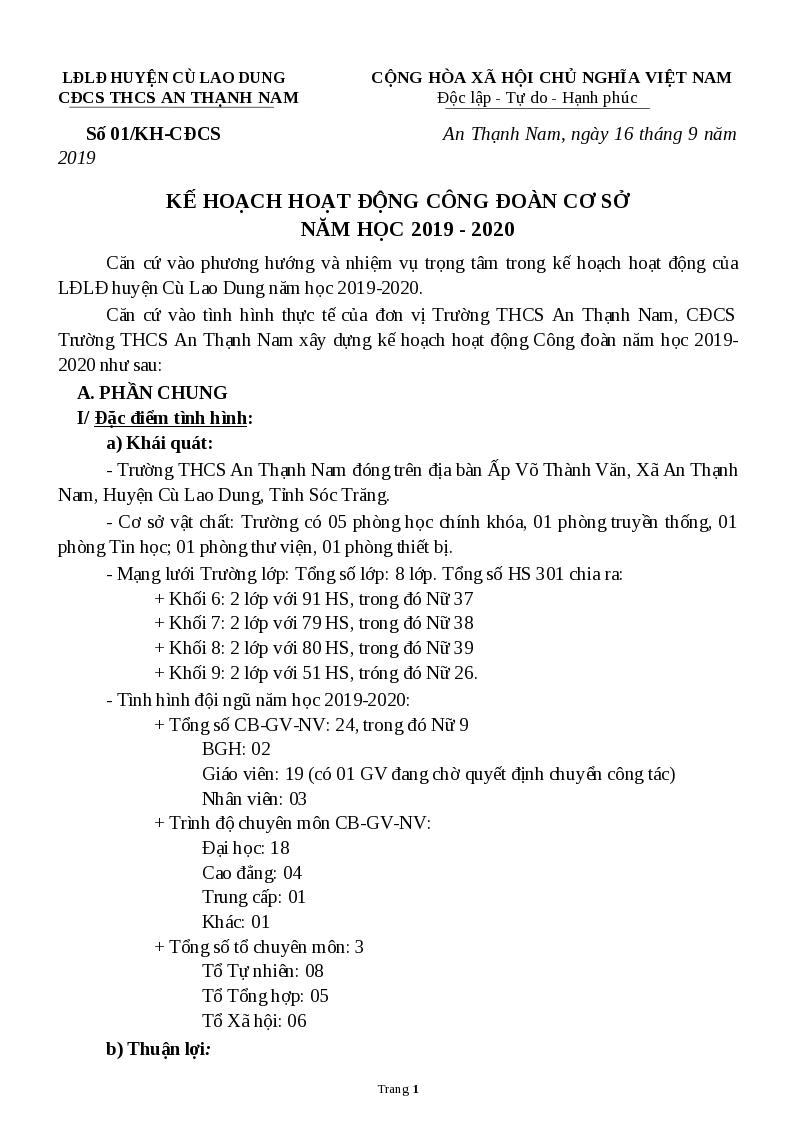 LĐLĐ HUYỆN CÙ LAO DUNG CỘNG HÒA XÃ HỘI CHỦ NGHĨA VIỆT NAM
CĐCS THCS AN THẠNH NAM Độc lập - Tự do - Hạnh phúc
Số 01/KH-CĐCS An Thạnh Nam, ngày 16 tháng 9 năm
2019
KẾ HOẠCH HOẠT ĐỘNG CÔNG ĐOÀN CƠ SỞ
NĂM HỌC 2019 - 2020
Căn cứ vào phương hướng và nhiệm vụ trọng tâm trong kế hoạch hoạt động của
LĐLĐ huyện Cù Lao Dung năm học 2019-2020.
Căn cứ vào tình hình thực tế của đơn vị Trường THCS An Thạnh Nam, CĐCS
Trường THCS An Thạnh Nam xây dựng kế hoạch hoạt động Công đoàn năm học 2019-
2020 như sau:
A. PHẦN CHUNG
I/ Đặc điểm tình hình:
a) Khái quát:
- Trường THCS An Thạnh Nam đóng trên địa bàn Ấp Võ Thành Văn, Xã An Thạnh
Nam, Huyện Cù Lao Dung, Tỉnh Sóc Trăng.
- Cơ sở vật chất: Trường có 05 phòng học chính khóa, 01 phòng truyền thống, 01
phòng Tin học; 01 phòng thư viện, 01 phòng thiết bị.
- Mạng lưới Trường lớp: Tổng số lớp: 8 lớp. Tổng số HS 301 chia ra:
+ Khối 6: 2 lớp với 91 HS, trong đó Nữ 37
+ Khối 7: 2 lớp với 79 HS, trong đó Nữ 38
+ Khối 8: 2 lớp với 80 HS, trong đó Nữ 39
+ Khối 9: 2 lớp với 51 HS, tróng đó Nữ 26.
- Tình hình đội ngũ năm học 2019-2020:
+ Tổng số CB-GV-NV: 24, trong đó Nữ 9
BGH: 02
Giáo viên: 19 (có 01 GV đang chờ quyết định chuyển công tác)
Nhân viên: 03
+ Trình độ chuyên môn CB-GV-NV:
Đại học: 18
Cao đẳng: 04
Trung cấp: 01
Khác: 01
+ Tổng số tổ chuyên môn: 3
Tổ Tự nhiên: 08
Tổ Tổng hợp: 05
Tổ Xã hội: 06
b) Thuận lợi:
Trang 1